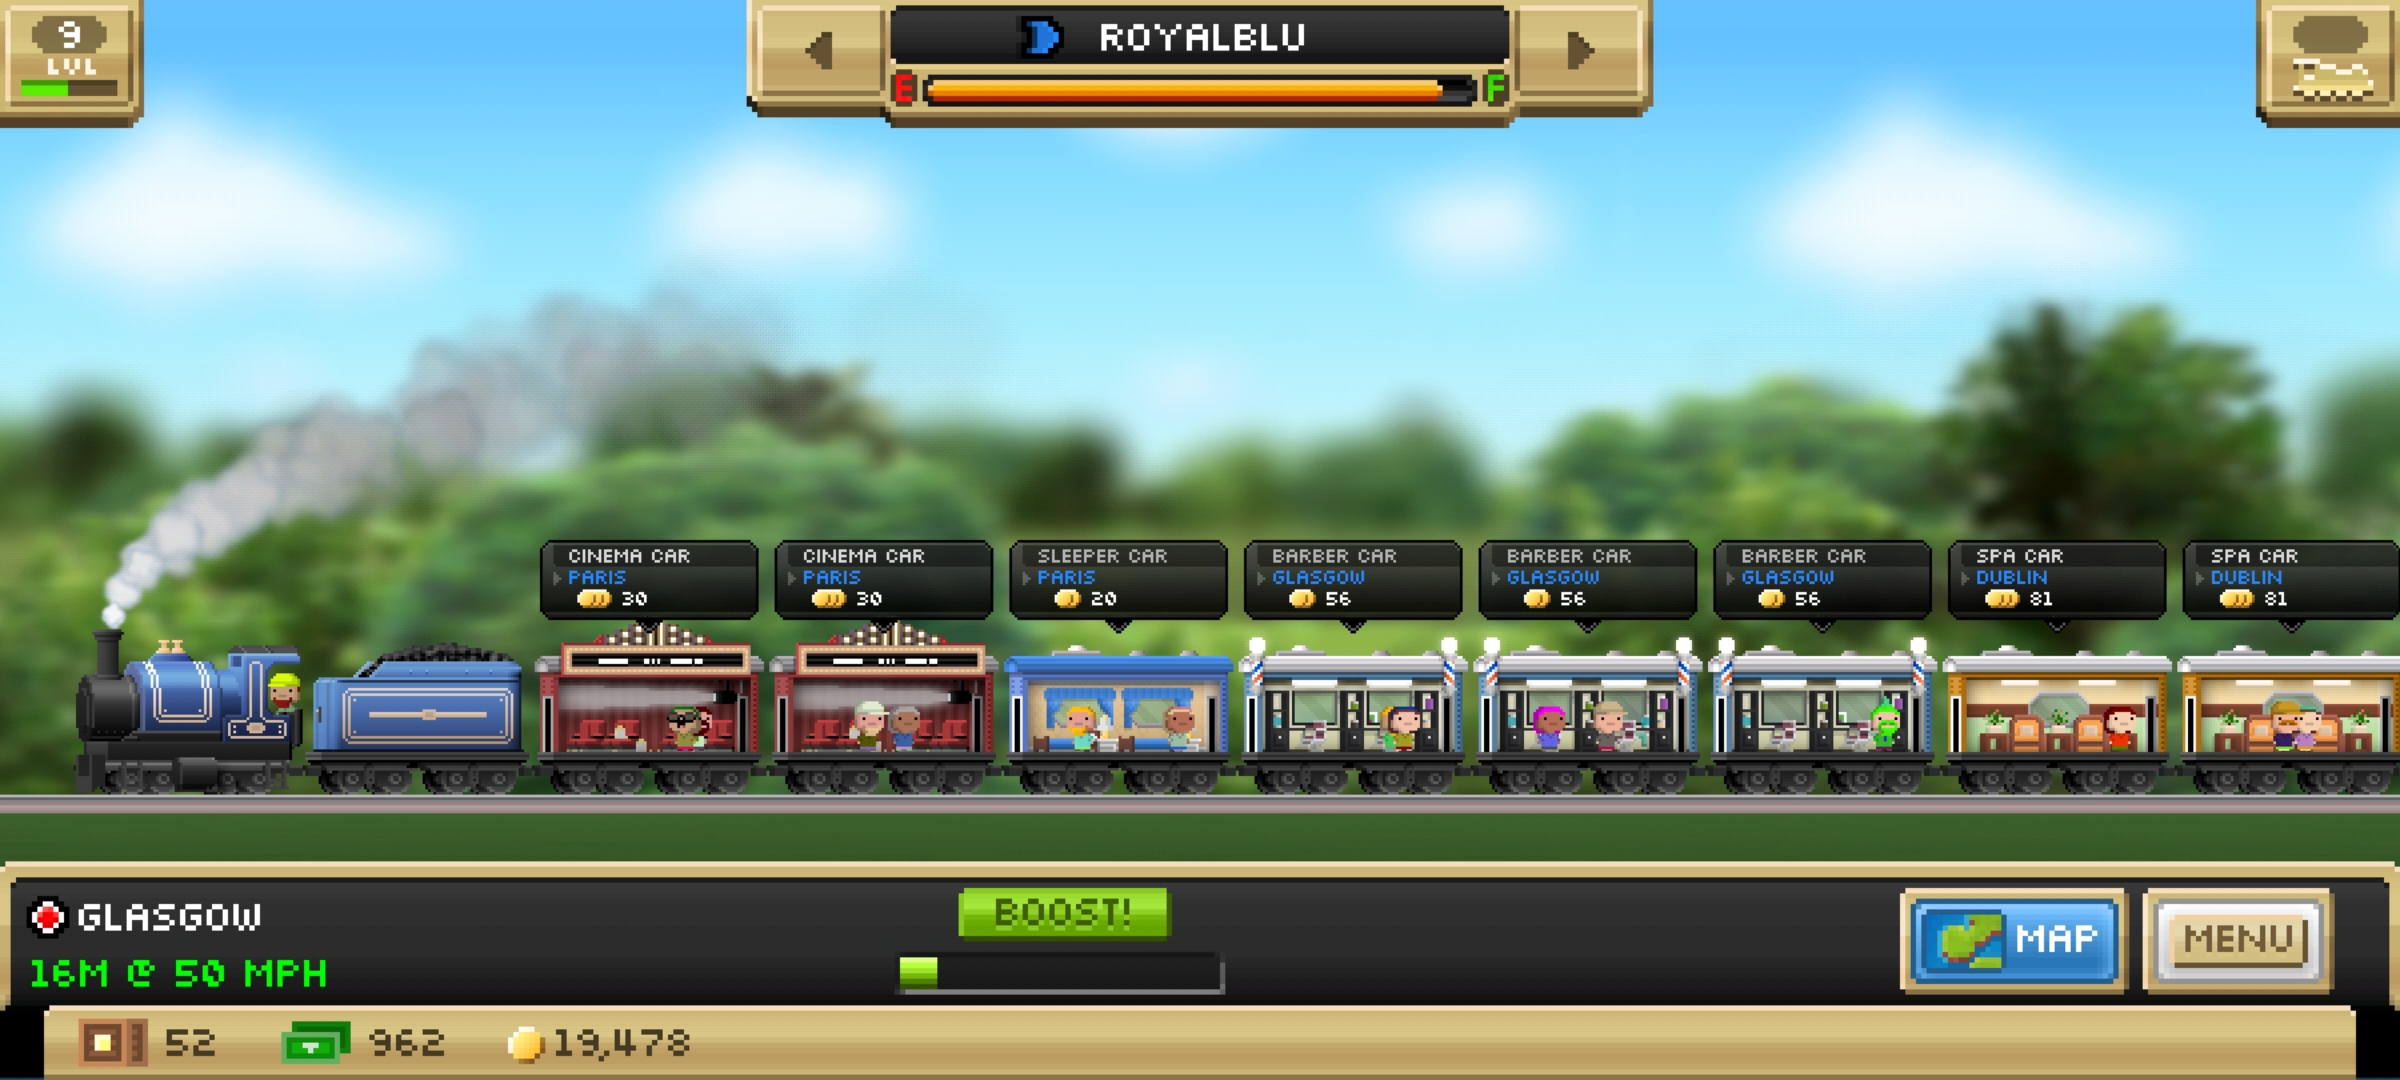 9
LVL
ROYALBLU
E F
CINEMA CAR
PARIS
30
CINEMA CAR
PARIS
30
SLEEPER CAR
PARIS
20
BARBER CAR
GLASGOW
56
BARBER CAR
GLASGOW
56
BARBER CAR
GLASGOW
56
SPA CAR
DUBLIN
81
SPA CAR
DUBLIN
81
GLASGOW
16M @ 50 MPH
BOOST!
MAP
MENU
52 962 19,478